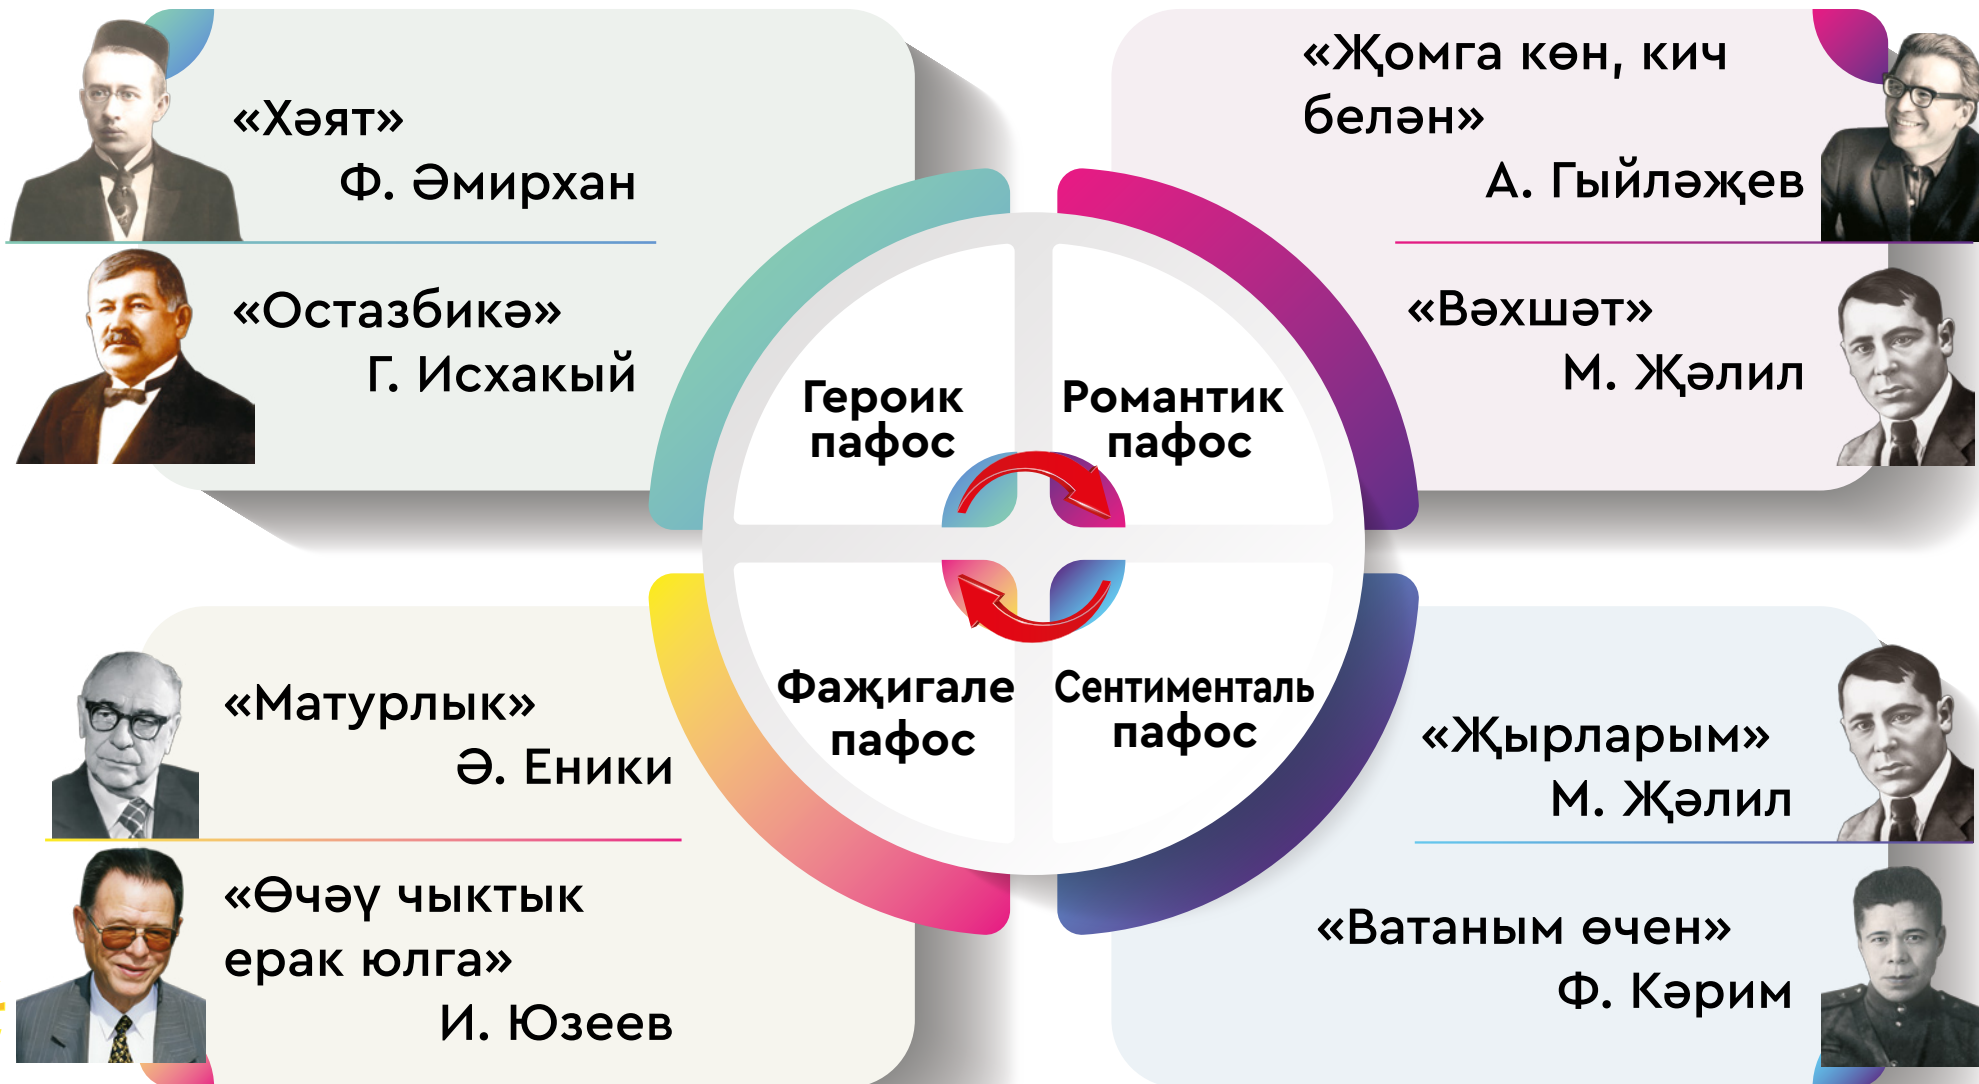 «Хәят»
Ф. Әмирхан
«Остазбикә»
Г. Исхакый
«Җомга көн, кич
белән»
А. Гыйләҗев
«Вәхшәт»
М. Җәлил
Героик
пафос
Романтик
пафос
Фаҗигале
пафос
Сентименталь
пафос
«Матурлык»
Ә. Еники
«Өчәү чыктык
ерак юлга»
И. Юзеев
«Җырларым»
М. Җәлил
«Ватаным өчен»
Ф. Кәрим